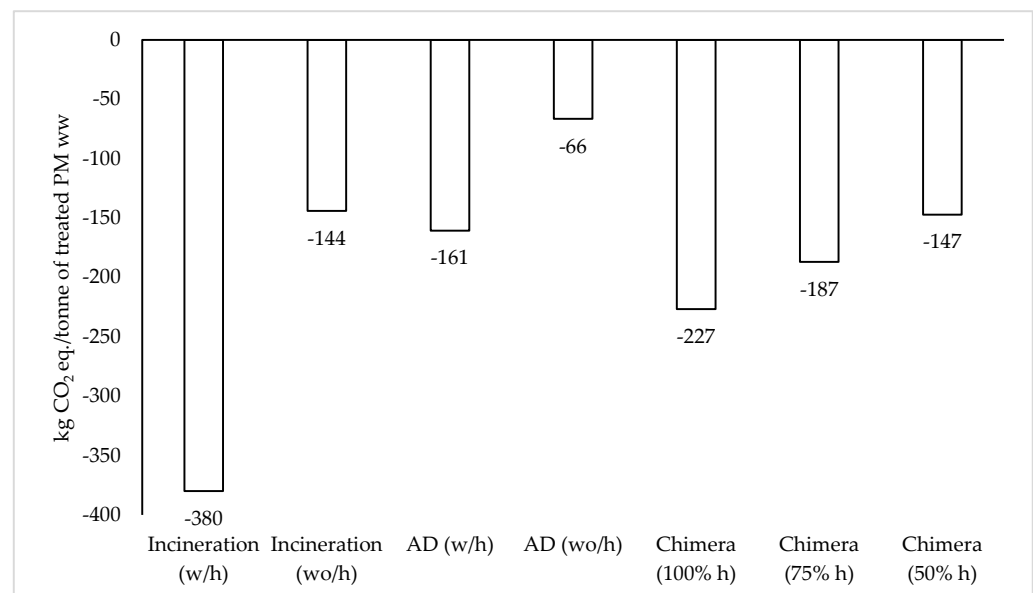 0
-50
-100
-150
-200
-250
-300
-350
-400
kg CO₂ eq./tonne of treated PM ww
-380
-144
-161
-66
-227
-187
-147
Incineration
(w/h)
Incineration
(wo/h)
AD (w/h)
AD (wo/h)
Chimera
(100% h)
Chimera
(75% h)
Chimera
(50% h)